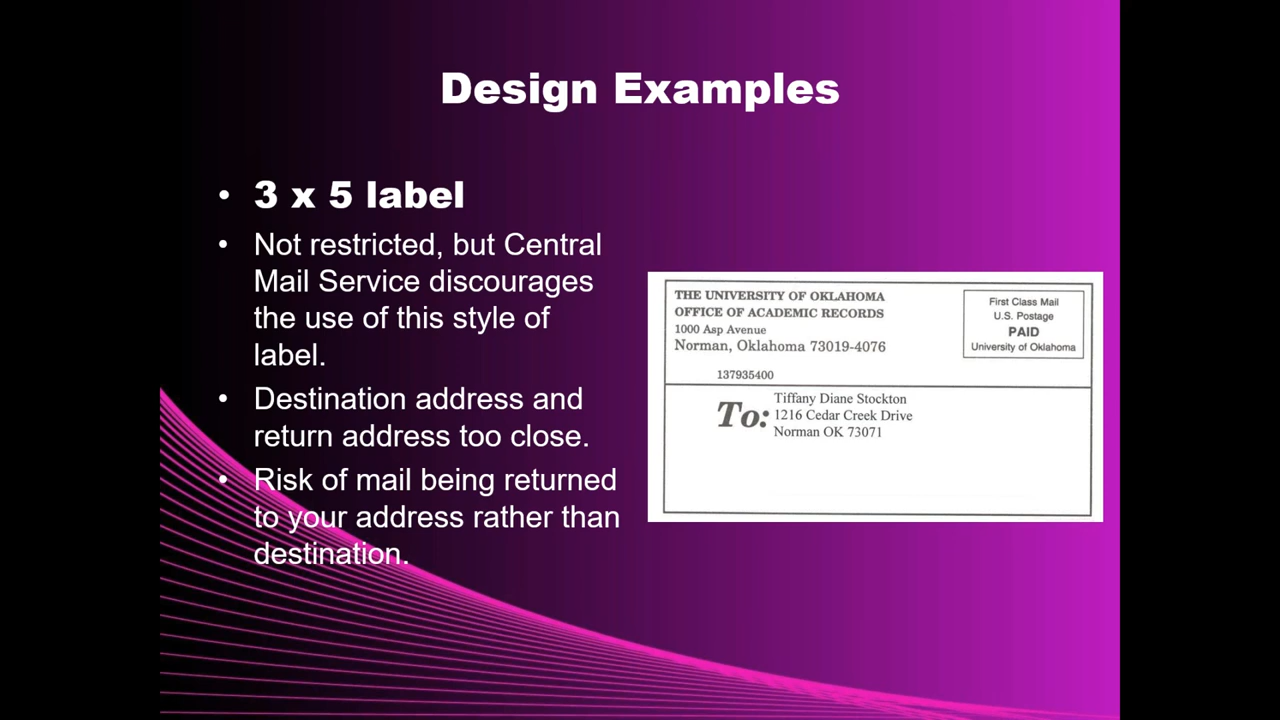 Design Examples
• 3 x 5 label
• Not restricted, but Central
Mail Service discourages
the use of this style of
label.
• Destination address and
return address too close.
• Risk of mail being returned
to your address rather than
destination.
THE UNIVERSITY OF OKLAHOMA
OFFICE OF ACADEMIC RECORDS
1000 Asp Avenue
Norman, Oklahoma 73019-4076
137935400
First Class Mail
U.S. Postage
PAID
University of Oklahoma
To:
Tiffany Diane Stockton
1216 Cedar Creek Drive
Norman OK 73071